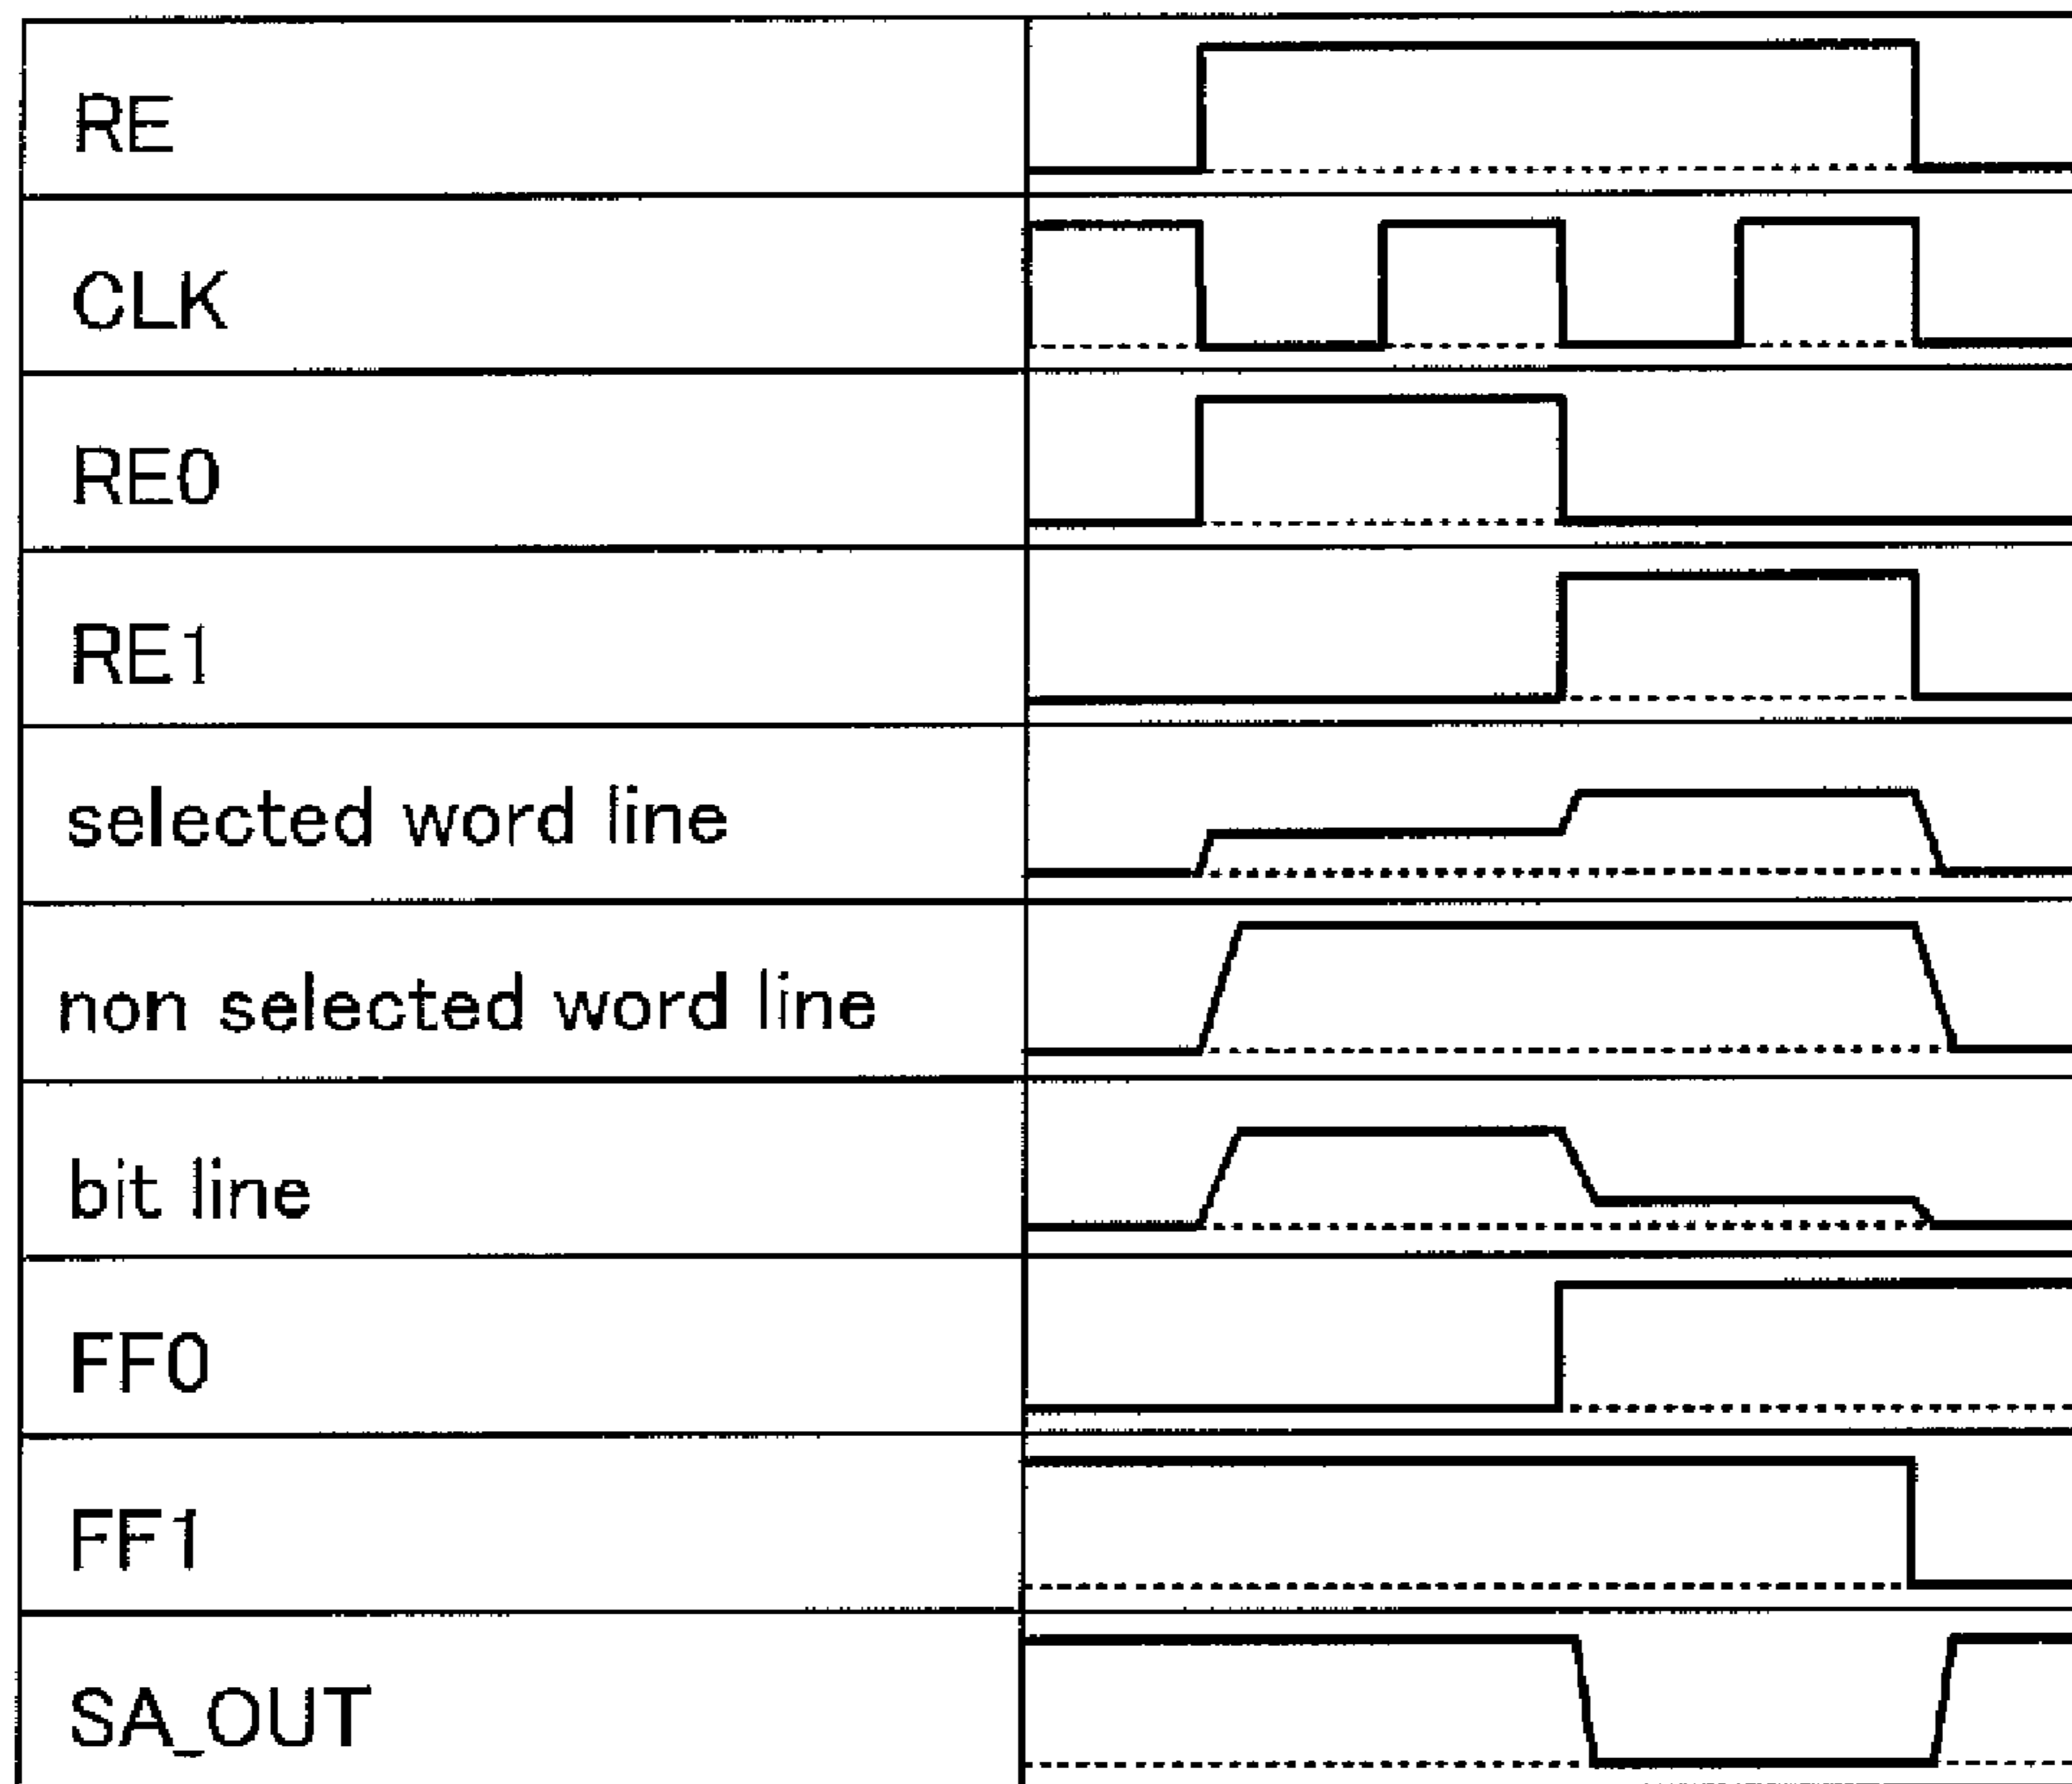 RE
CLK
RE0
RE1
selected word line
non selected word line
bit line
FF0
FF1
SA_OUT